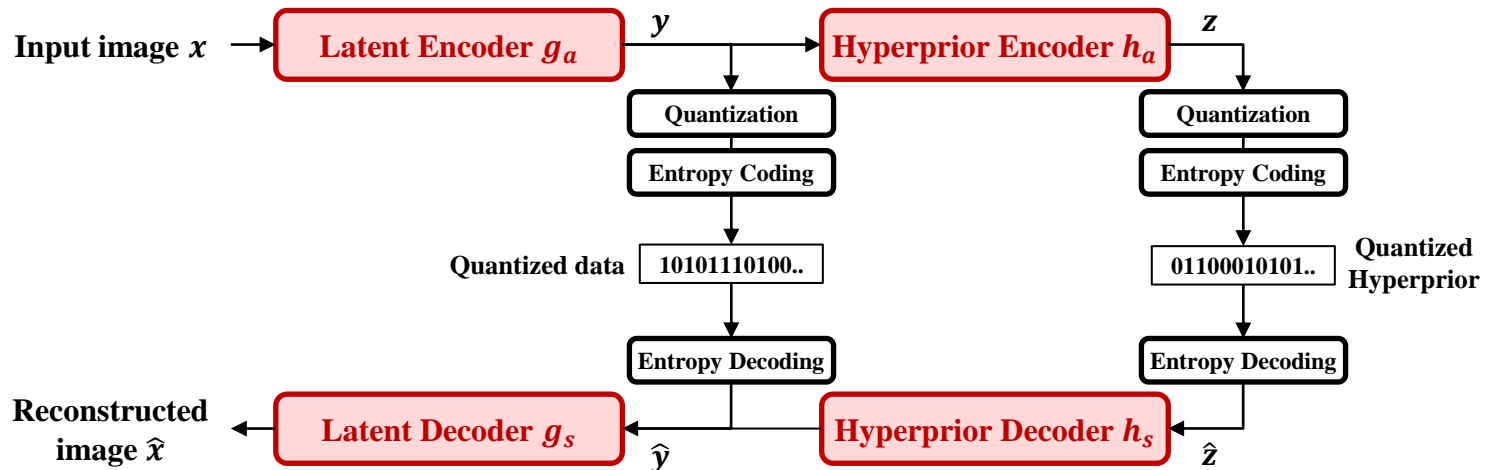 Input image x
Latent Encoder g_a
y
Hyperprior Encoder h_a
z
Quantization
Quantization
Entropy Coding
Entropy Coding
Quantized data
10101110100..
01100010101..
Quantized
Hyperprior
Entropy Decoding
Entropy Decoding
Reconstructed
image x̂
Latent Decoder g_s
ŷ
Hyperprior Decoder h_s
ẑ